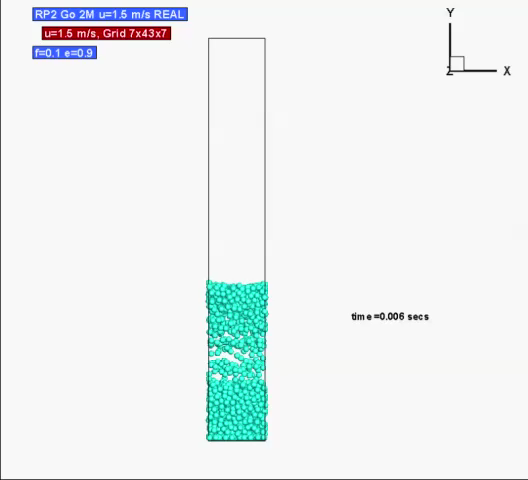 RP2 Go 2M u=1.5 m/s REAL
u=1.5 m/s, Grid 7x43x7
f=0.1 e=0.9
Y
Z X
time=0.006 secs